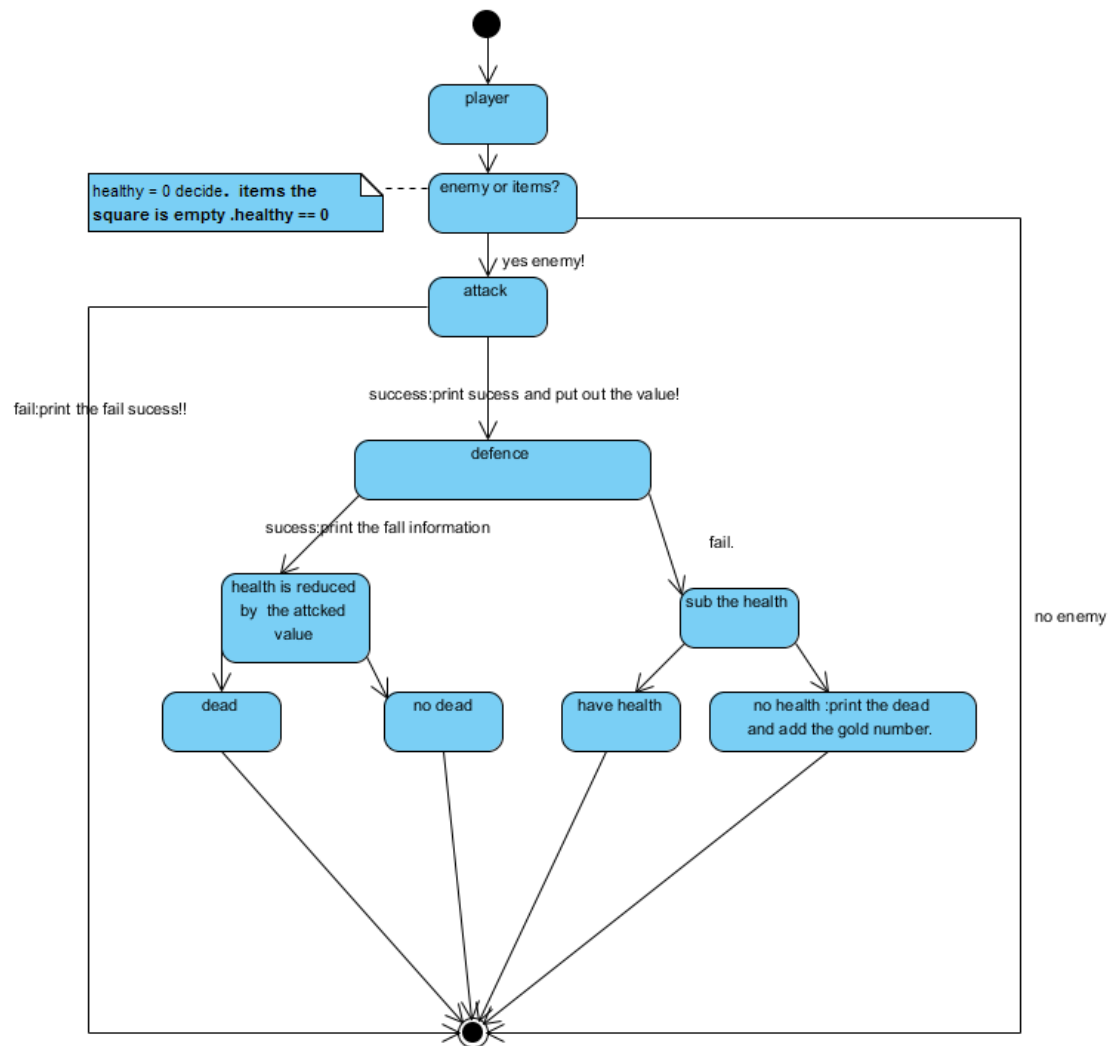 player
enemy or items?
healthy = 0 decide. items the
square is empty .healthy == 0
yes enemy!
attack
success:print sucess and put out the value!
fail:print the fail sucess!!
defence
sucess:print the fall information
fail.
health is reduced
by the attcked
value
sub the health
no enemy
dead
no dead
have health
no health :print the dead
and add the gold number.